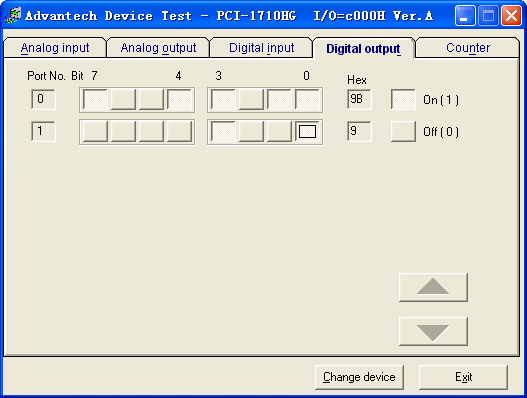 Advantech Device Test - PCI-1710HG I/O=c000H Ver.A
Analog input Analog output Digital input Digital output Counter
Port No. Bit 7 4 3 0 Hex
0 9B On ( 1 )
1 9 Off ( 0 )
Change device Exit